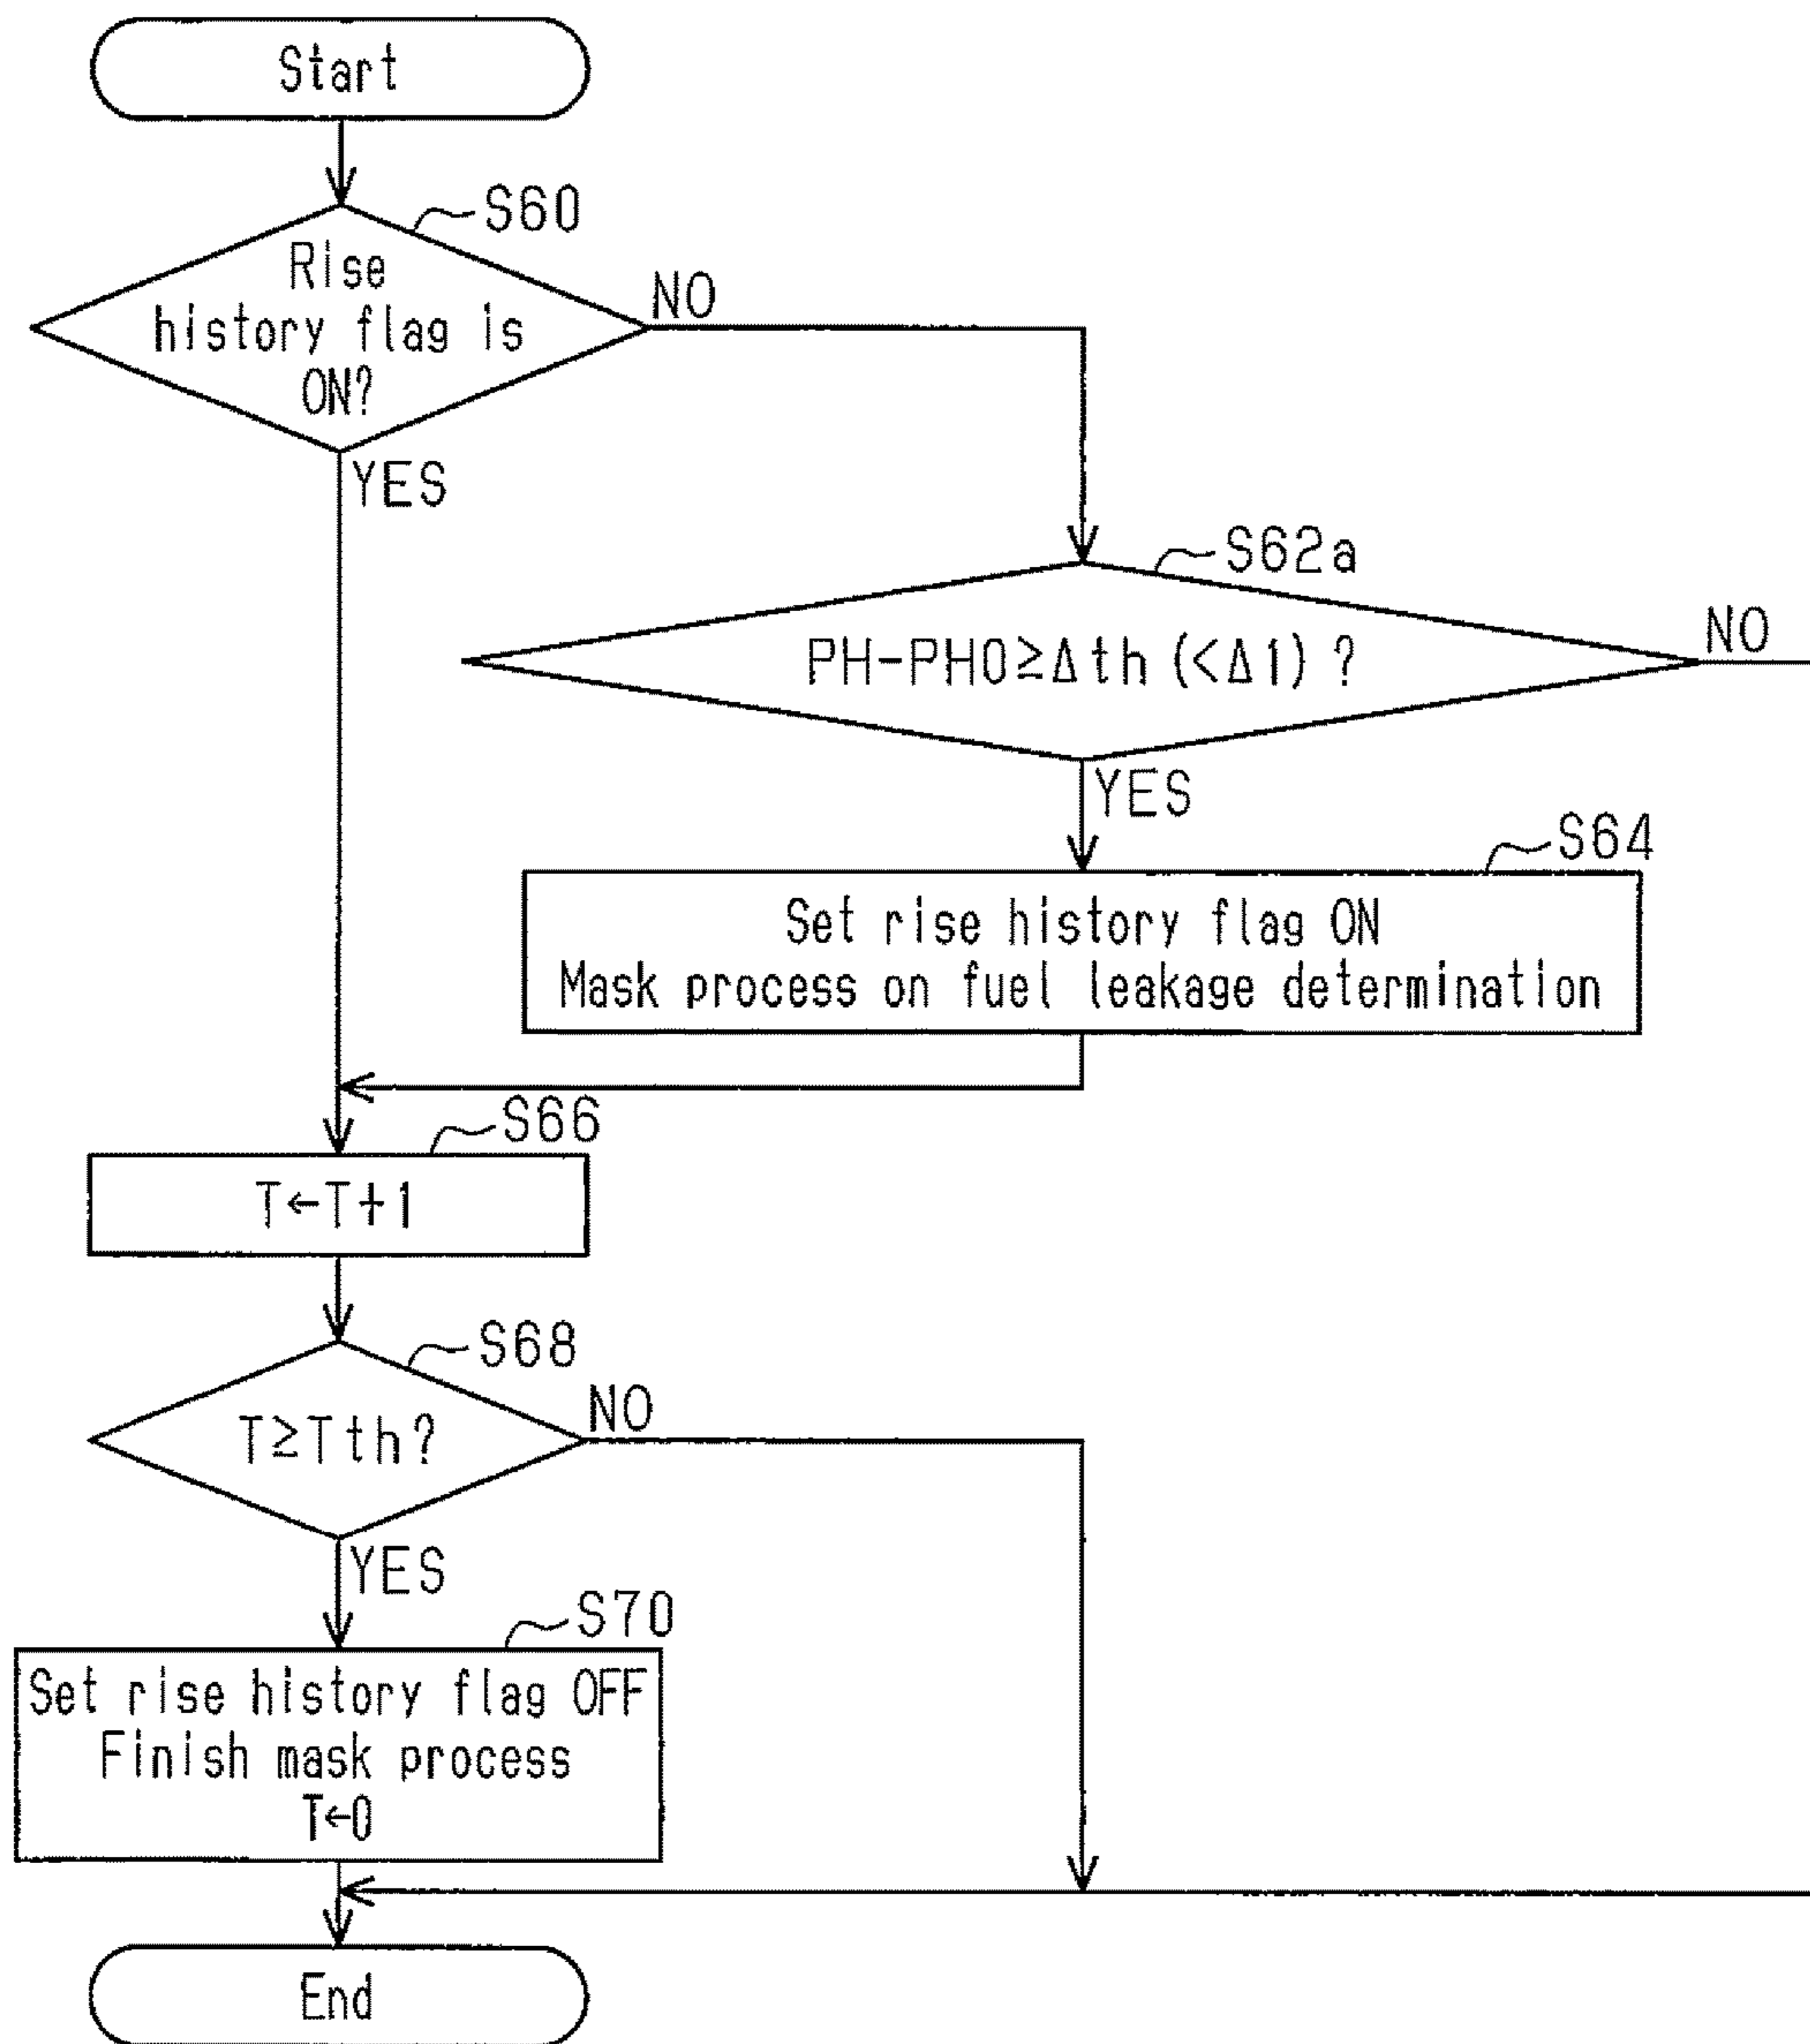 Start
S60
Rise
history flag is
ON?
NO
YES
S62a
PH-PH0≧Δth (<Δ1) ?
NO
YES
S64
Set rise history flag ON
Mask process on fuel leakage determination
S66
T←T+1
S68
T≧Tth?
NO
YES
S70
Set rise history flag OFF
Finish mask process
T←0
End